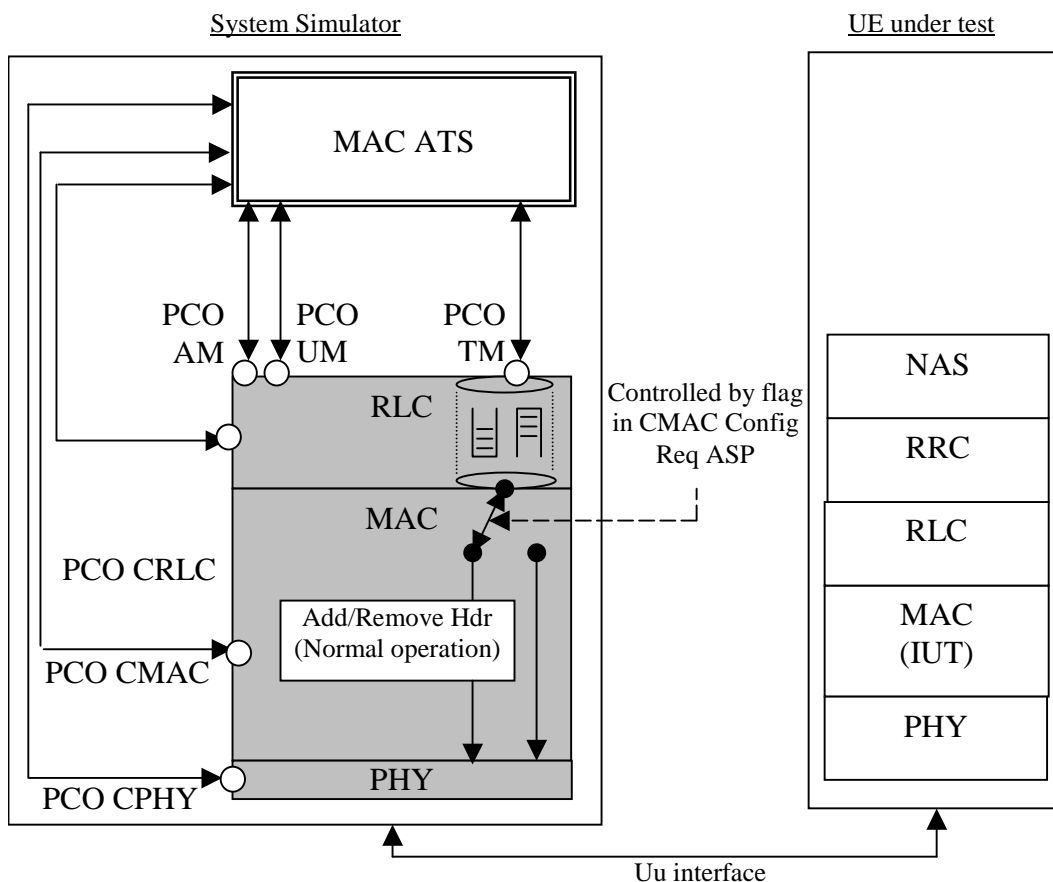 System Simulator
UE under test
MAC ATS
PCO
AM
PCO
UM
PCO
TM
RLC
Controlled by flag
in CMAC Config
Req ASP
MAC
PCO CRLC
Add/Remove Hdr
(Normal operation)
PCO CMAC
PHY
PCO CPHY
NAS
RRC
RLC
MAC
(IUT)
PHY
Uu interface